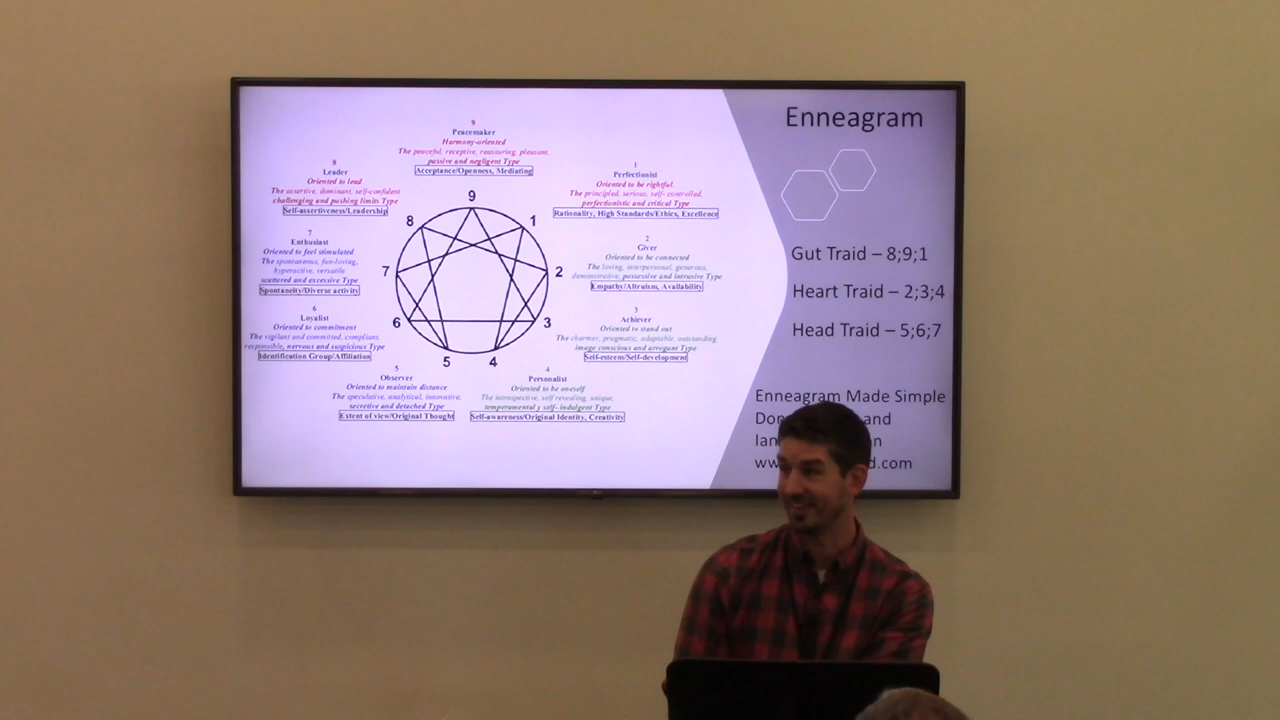 Enneagram
9
Peacemaker
Harmony-oriented
The peaceful, receptive, reassuring, pleasant,
passive and negligent Type
Acceptance/Openness, Mediating
8
Leader
Oriented to lead
The assertive, dominant, self-confident
challenging and pushing limits Type
Self-assertiveness/Leadership
1
Perfectionist
Oriented to be rightful,
The principled, serious, self- controlled,
perfectionistic and critical Type
Rationality, High Standards/Ethics, Excellence
7
Enthusiast
Oriented to feel stimulated
The spontaneous, fun-loving,
hyperactive, versatile
scattered and excessive Type
Spontaneity/Diverse activity
2
Giver
Oriented to be connected
The loving, interpersonal, generous,
demonstrative, possessive and intrusive Type
Empathy/Altruism, Availability
6
Loyalist
Oriented to commitment
The vigilant and committed, compliant,
responsible, nervous and suspicious Type
Identification Group/Affiliation
3
Achiever
Oriented to stand out
The charmer, pragmatic, adaptable, outstanding
image conscious and arrogant Type
Self-esteem/Self-development
5
Observer
Oriented to maintain distance
The speculative, analytical, innovative,
secretive and detached Type
Extent of view/Original Thought
4
Personalist
Oriented to be oneself
The introspective, self revealing, unique,
temperamental y self- indulgent Type
Self-awareness/Original Identity, Creativity
9
8
1
7
2
6
3
5
4
Gut Traid – 8;9;1
Heart Traid – 2;3;4
Head Traid – 5;6;7
Enneagram Made Simple
and
.com